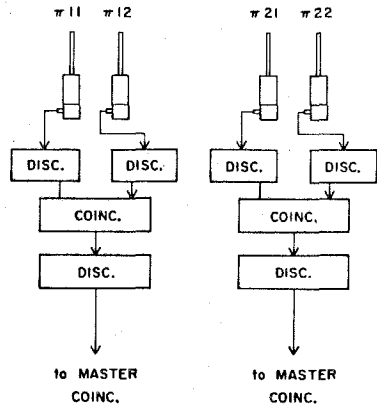 π11 π12 π21 π22
DISC. DISC. DISC. DISC.
COINC. COINC.
DISC. DISC.
to MASTER to MASTER
COINC. COINC.